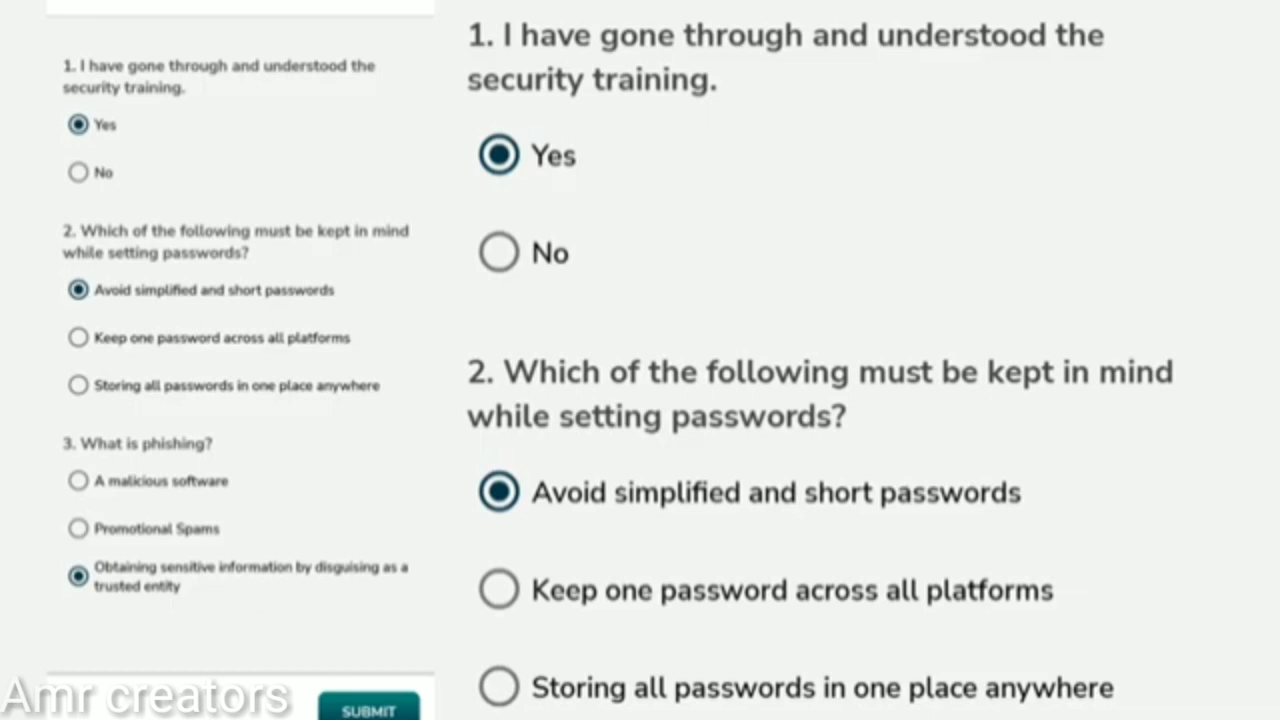 1. I have gone through and understood the
security training.
Yes
No
2. Which of the following must be kept in mind
while setting passwords?
Avoid simplified and short passwords
Keep one password across all platforms
Storing all passwords in one place anywhere
3. What is phishing?
A malicious software
Promotional Spams
Obtaining sensitive information by disguising as a
trusted entity
Amr creators
SUBMIT
1. I have gone through and understood the
security training.
Yes
No
2. Which of the following must be kept in mind
while setting passwords?
Avoid simplified and short passwords
Keep one password across all platforms
Storing all passwords in one place anywhere